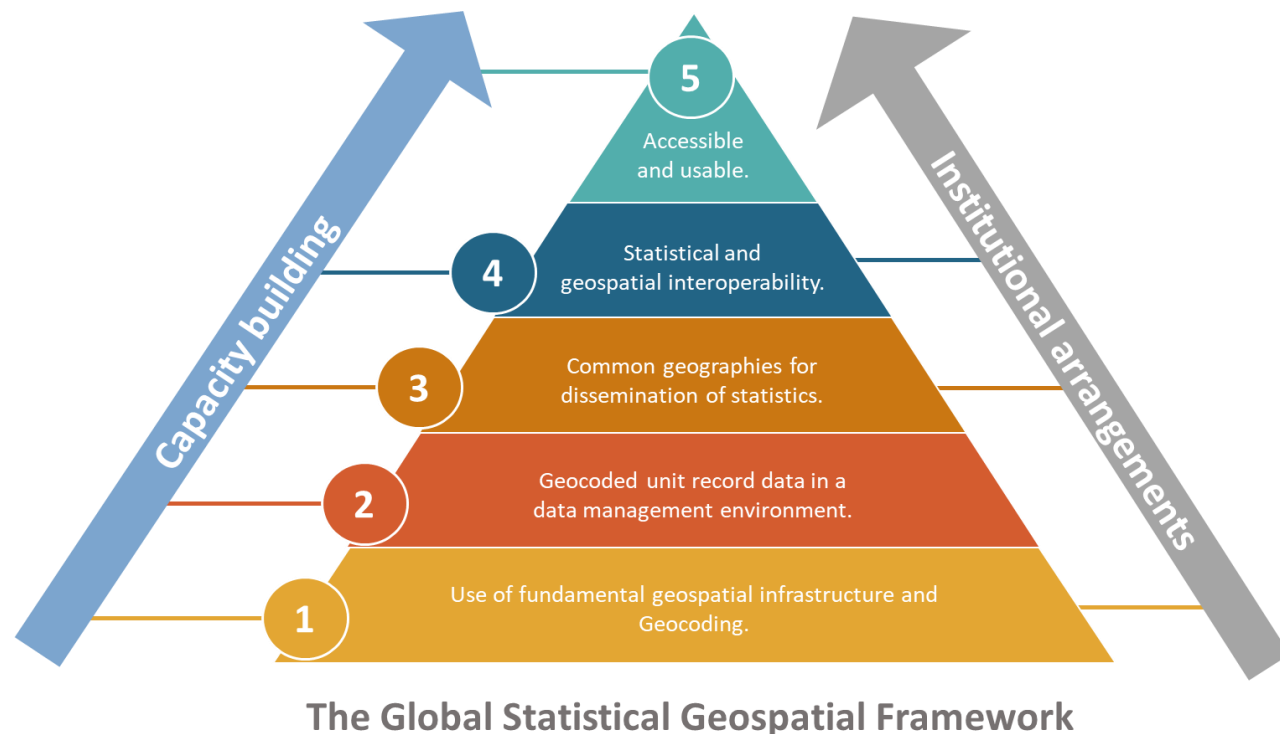 5
Accessible
and usable.
4
Statistical and
geospatial interoperability.
3
Common geographies for
dissemination of statistics.
2
Geocoded unit record data in a
data management environment.
1
Use of fundamental geospatial infrastructure and
Geocoding.
Capacity building
Institutional arrangements
The Global Statistical Geospatial Framework